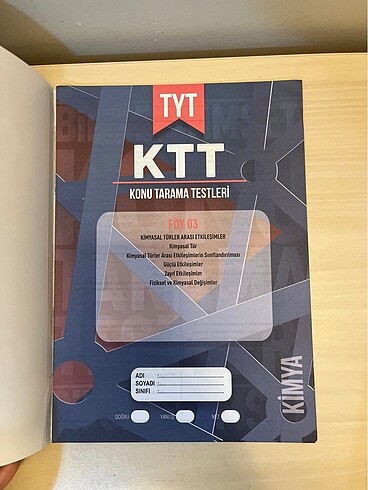 TYT
KTT
KONU TARAMA TESTLERİ
FÖY 03
KİMYASAL TÜRLER ARASI ETKİLEŞİMLER
Kimyasal Tür
Kimyasal Türler Arası Etkileşimlerin Sınıflandırılması
Güçlü Etkileşimler
Zayıf Etkileşimler
Fiziksel ve Kimyasal Değişimler
ADI :
SOYADI :
SINIFI :
DOĞRU YANLIŞ NET
KİMYA